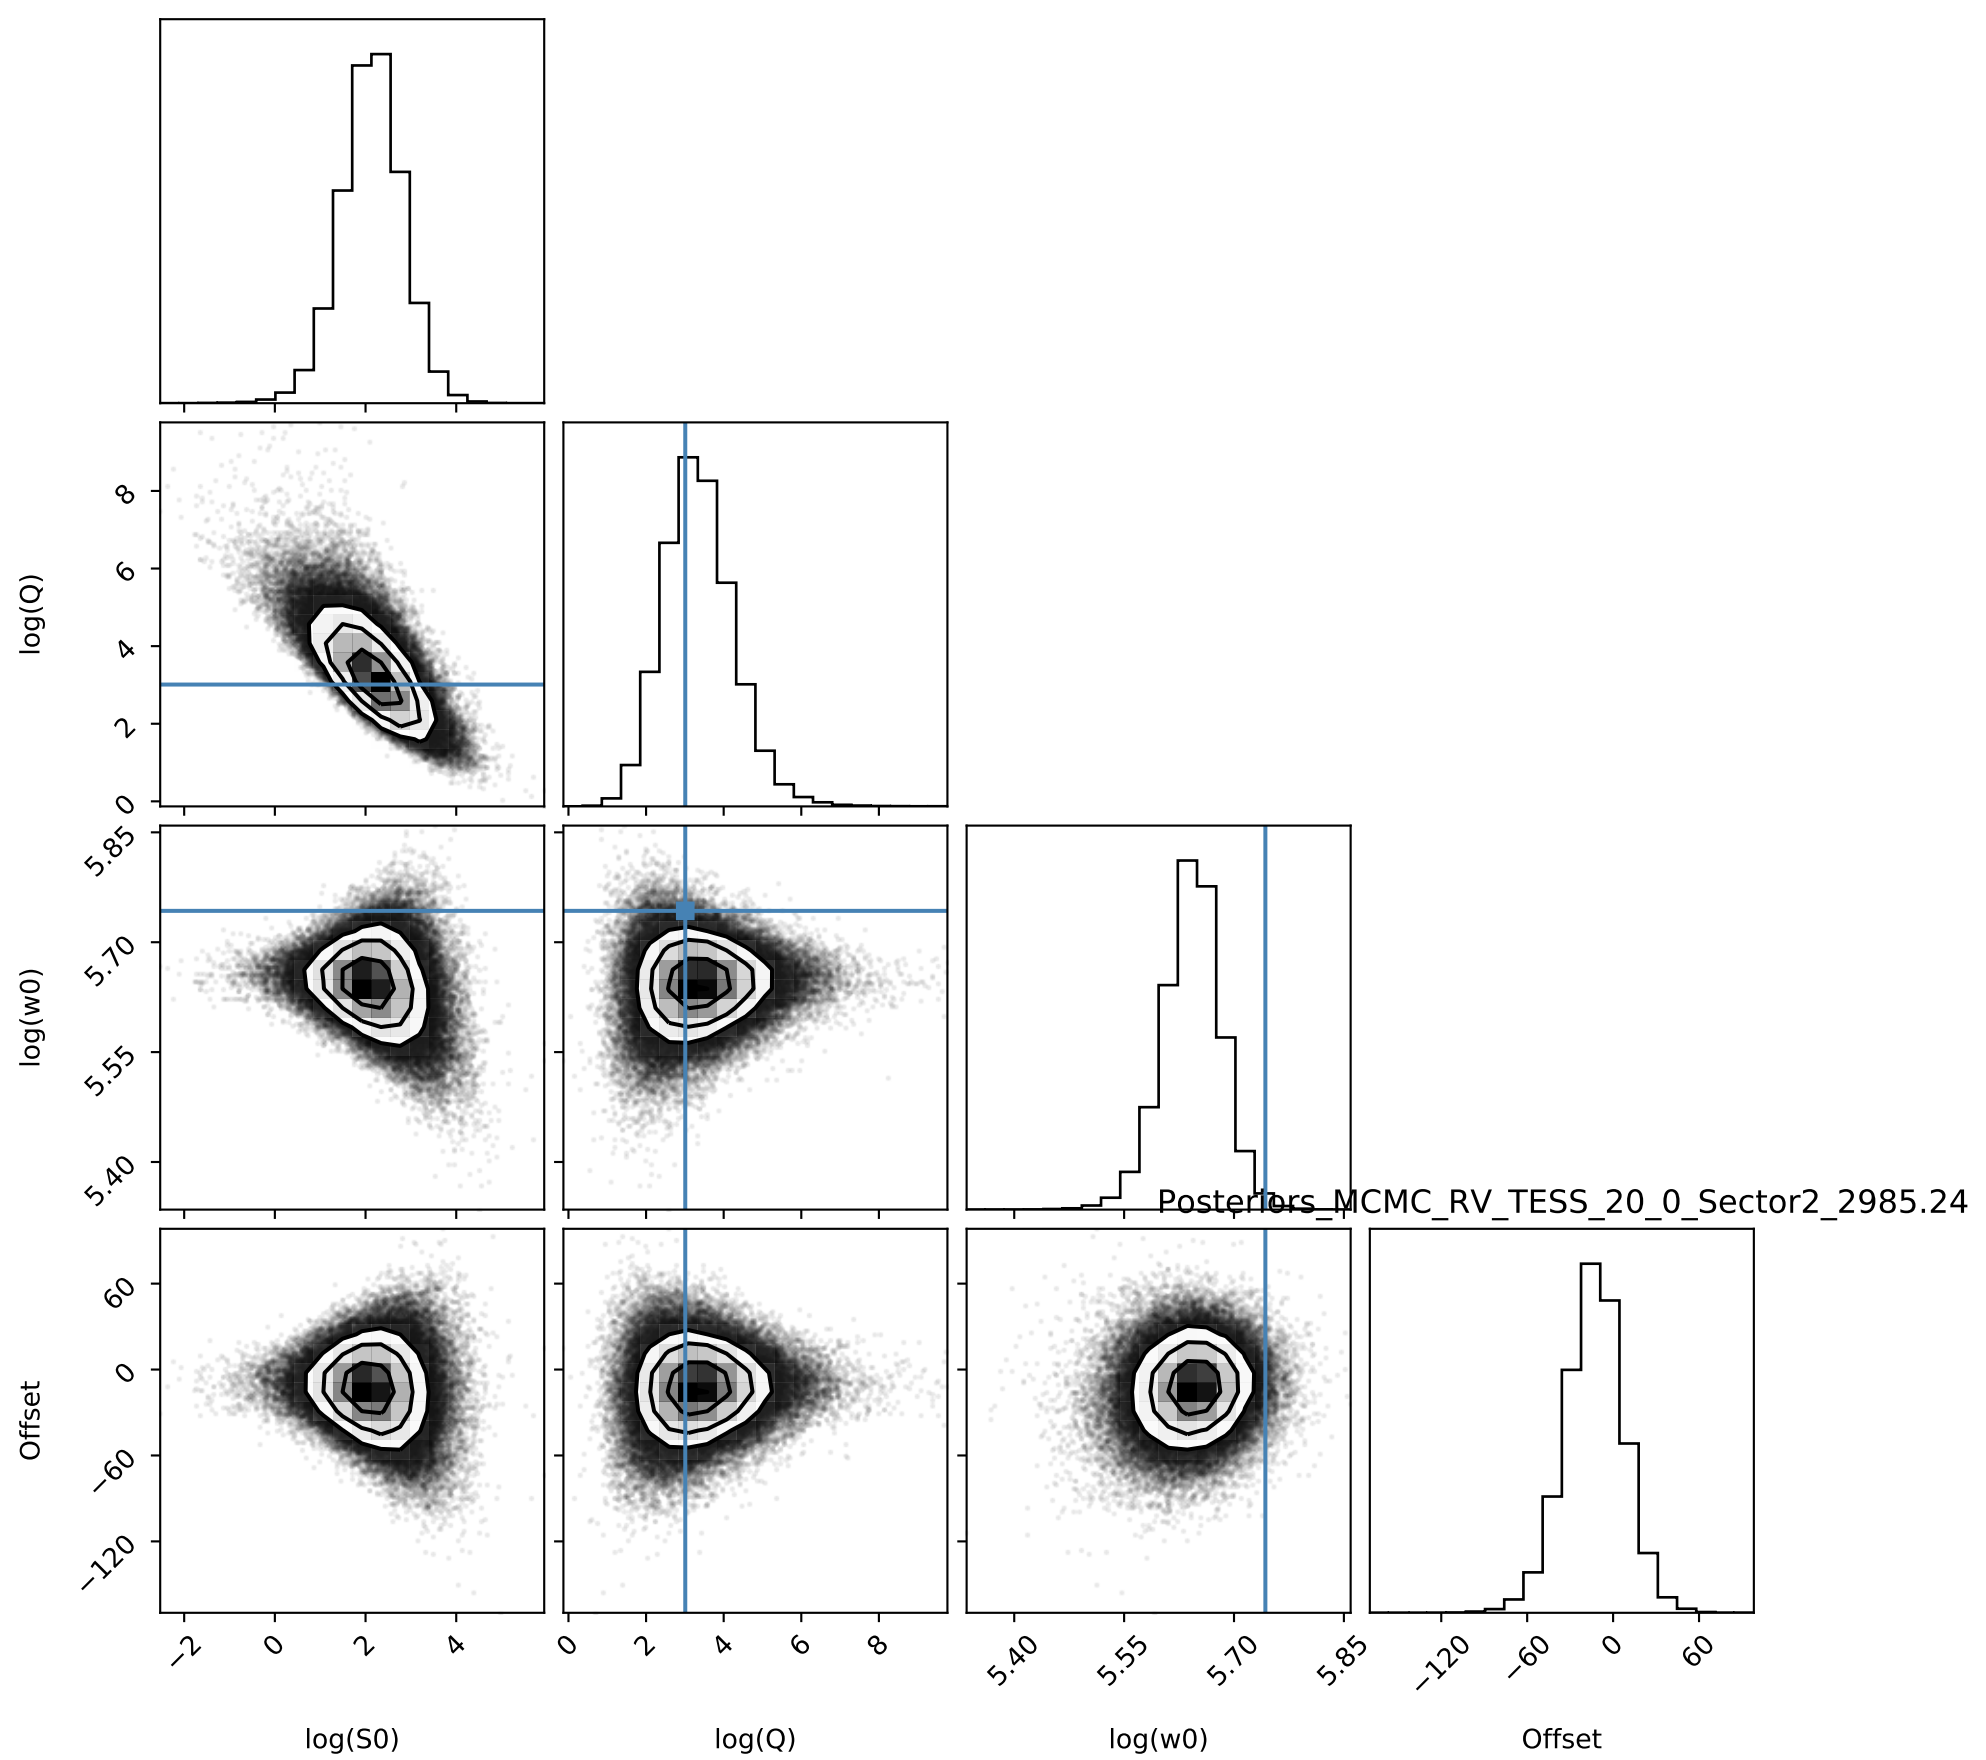 log(Q)
8
6
4
2
0
log(w0)
5.85
5.70
5.55
5.40
Posteriors_MCMC_RV_TESS_20_0_Sector2_2985.24
Offset
60
0
−60
−120
−2 0 2 4
0 2 4 6 8
5.40 5.55 5.70 5.85
−120 −60 0 60
log(S0) log(Q) log(w0) Offset